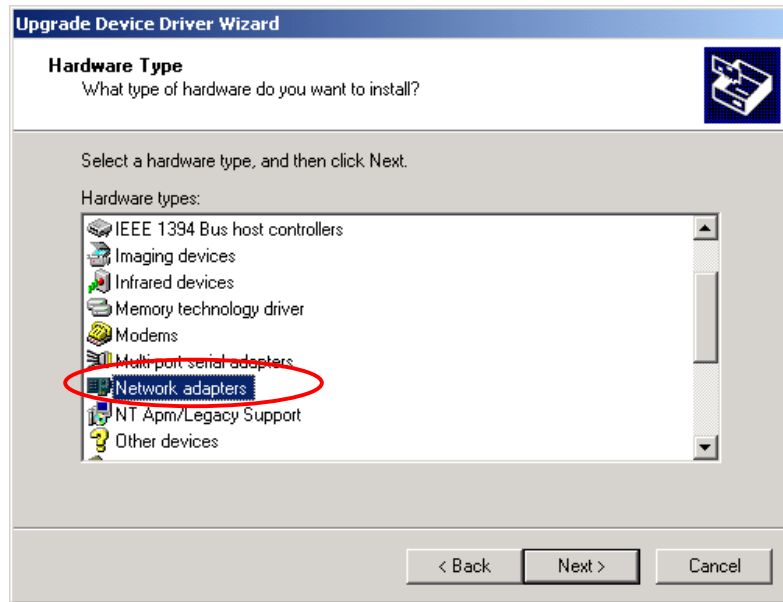 Upgrade Device Driver Wizard
Hardware Type
What type of hardware do you want to install?
Select a hardware type, and then click Next.
Hardware types:
IEEE 1394 Bus host controllers
Imaging devices
Infrared devices
Memory technology driver
Modems
Multi-port serial adapters
Network adapters
NT Apm/Legacy Support
Other devices
< Back
Next >
Cancel